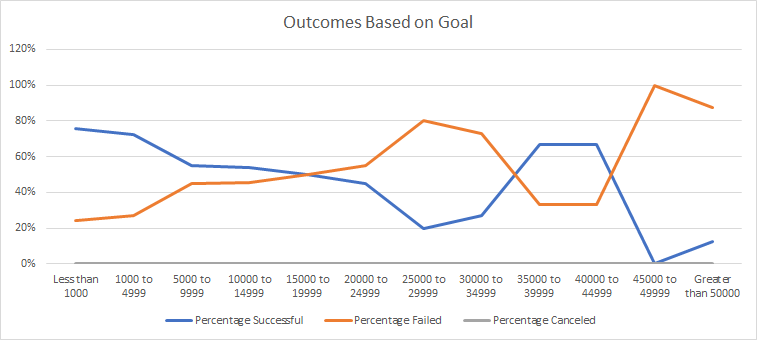 Outcomes Based on Goal
120%
100%
80%
60%
40%
20%
0%
Less than 1000 to 5000 to 10000 to 15000 to 20000 to 25000 to 30000 to 35000 to 40000 to 45000 to Greater
1000 4999 9999 14999 19999 24999 29999 34999 39999 44999 49999 than 50000
Percentage Successful Percentage Failed Percentage Canceled